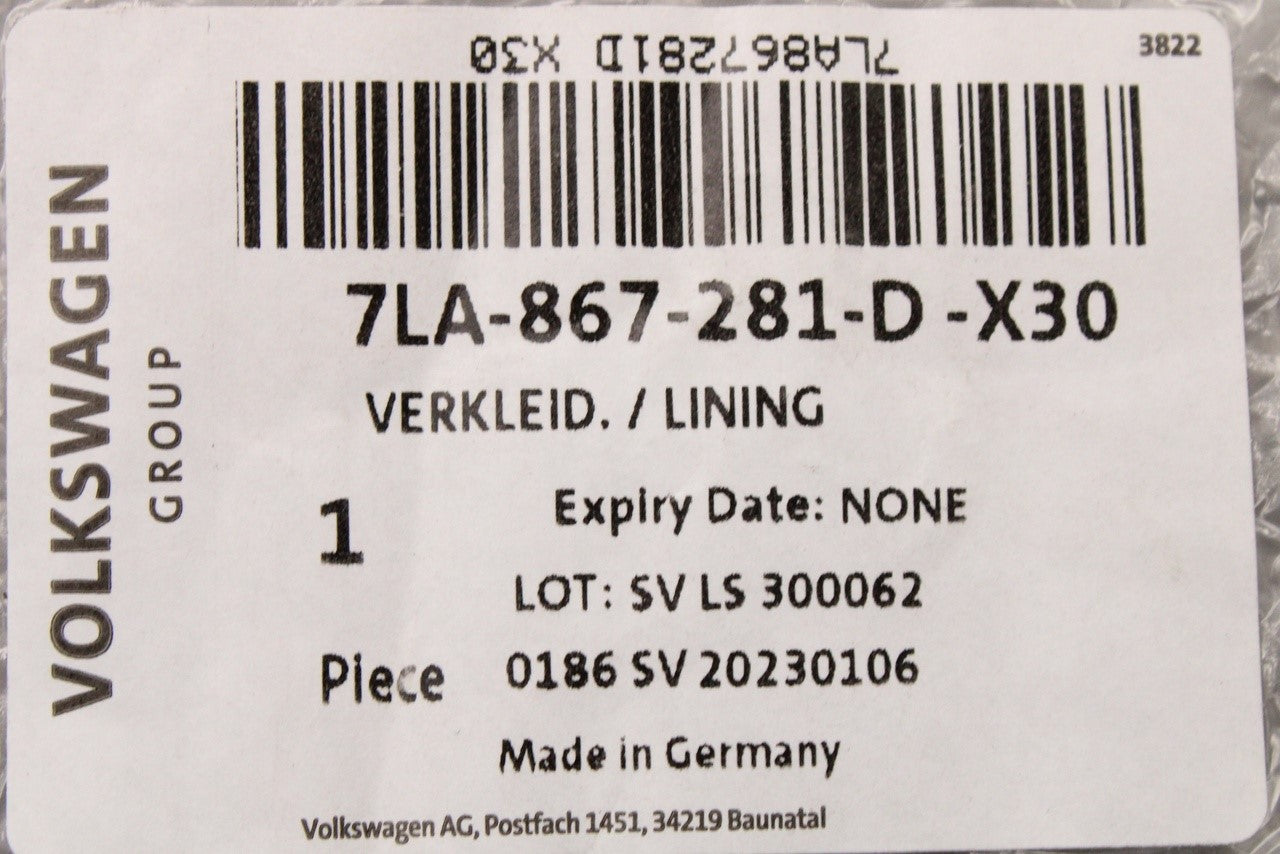 7LA867281D X30
3822
VOLKSWAGEN
GROUP
7LA-867-281-D -X30
VERKLEID. / LINING
1
Expiry Date: NONE
LOT: SV LS 300062
Piece
0186 SV 20230106
Made in Germany
Volkswagen AG, Postfach 1451, 34219 Baunatal